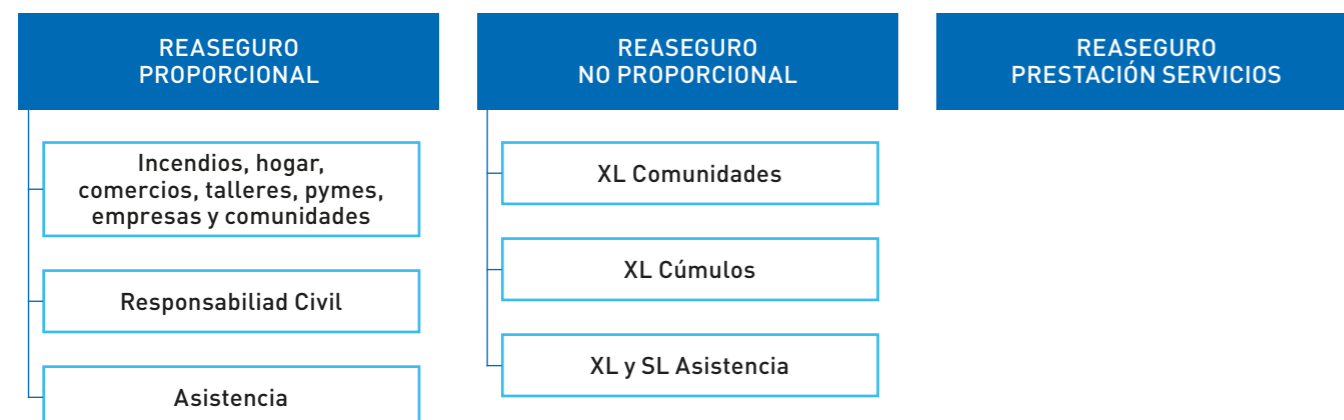 REASEGURO
PROPORCIONAL
Incendios, hogar,
comercios, talleres, pymes,
empresas y comunidades
Responsabiliad Civil
Asistencia
REASEGURO
NO PROPORCIONAL
XL Comunidades
XL Cúmulos
XL y SL Asistencia
REASEGURO
PRESTACIÓN SERVICIOS